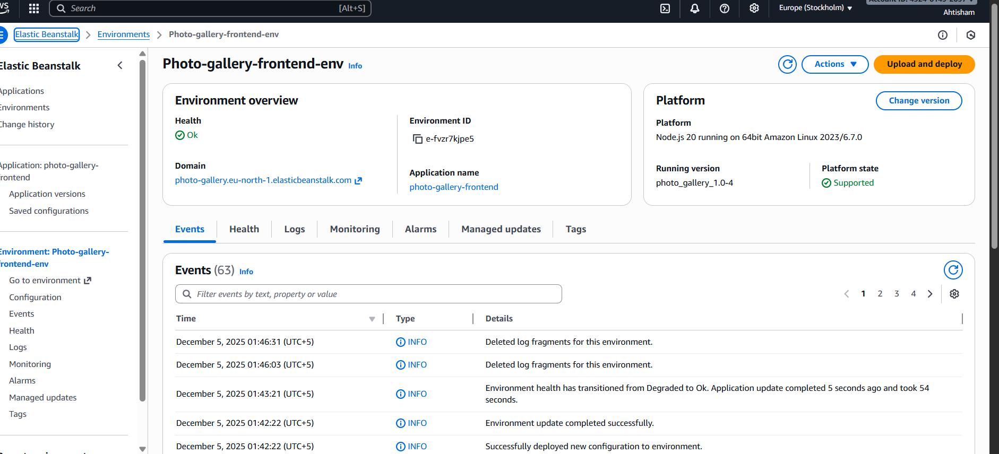 Search [Alt+S]
Europe (Stockholm)
Ahtisham
Elastic Beanstalk
Environments
Photo-gallery-frontend-env
Elastic Beanstalk
Applications
Environments
Change history
Application: photo-gallery-
frontend
Application versions
Saved configurations
Environment: Photo-gallery-
frontend-env
Go to environment
Configuration
Events
Health
Logs
Monitoring
Alarms
Managed updates
Tags
Photo-gallery-frontend-env Info
Actions
Upload and deploy
Environment overview
Health
Ok
Domain
photo-gallery.eu-north-1.elasticbeanstalk.com
Environment ID
e-fvzr7kjpe5
Application name
photo-gallery-frontend
Platform
Change version
Platform
Node.js 20 running on 64bit Amazon Linux 2023/6.7.0
Running version
photo_gallery_1.0-4
Platform state
Supported
Events Health Logs Monitoring Alarms Managed updates Tags
Events (63) Info
Filter events by text, property or value
1 2 3 4
Time Type Details
December 5, 2025 01:46:31 (UTC+5) INFO Deleted log fragments for this environment.
December 5, 2025 01:46:03 (UTC+5) INFO Deleted log fragments for this environment.
December 5, 2025 01:43:21 (UTC+5) INFO Environment health has transitioned from Degraded to Ok. Application update completed 5 seconds ago and took 54
seconds.
December 5, 2025 01:42:22 (UTC+5) INFO Environment update completed successfully.
December 5, 2025 01:42:22 (UTC+5) INFO Successfully deployed new configuration to environment.